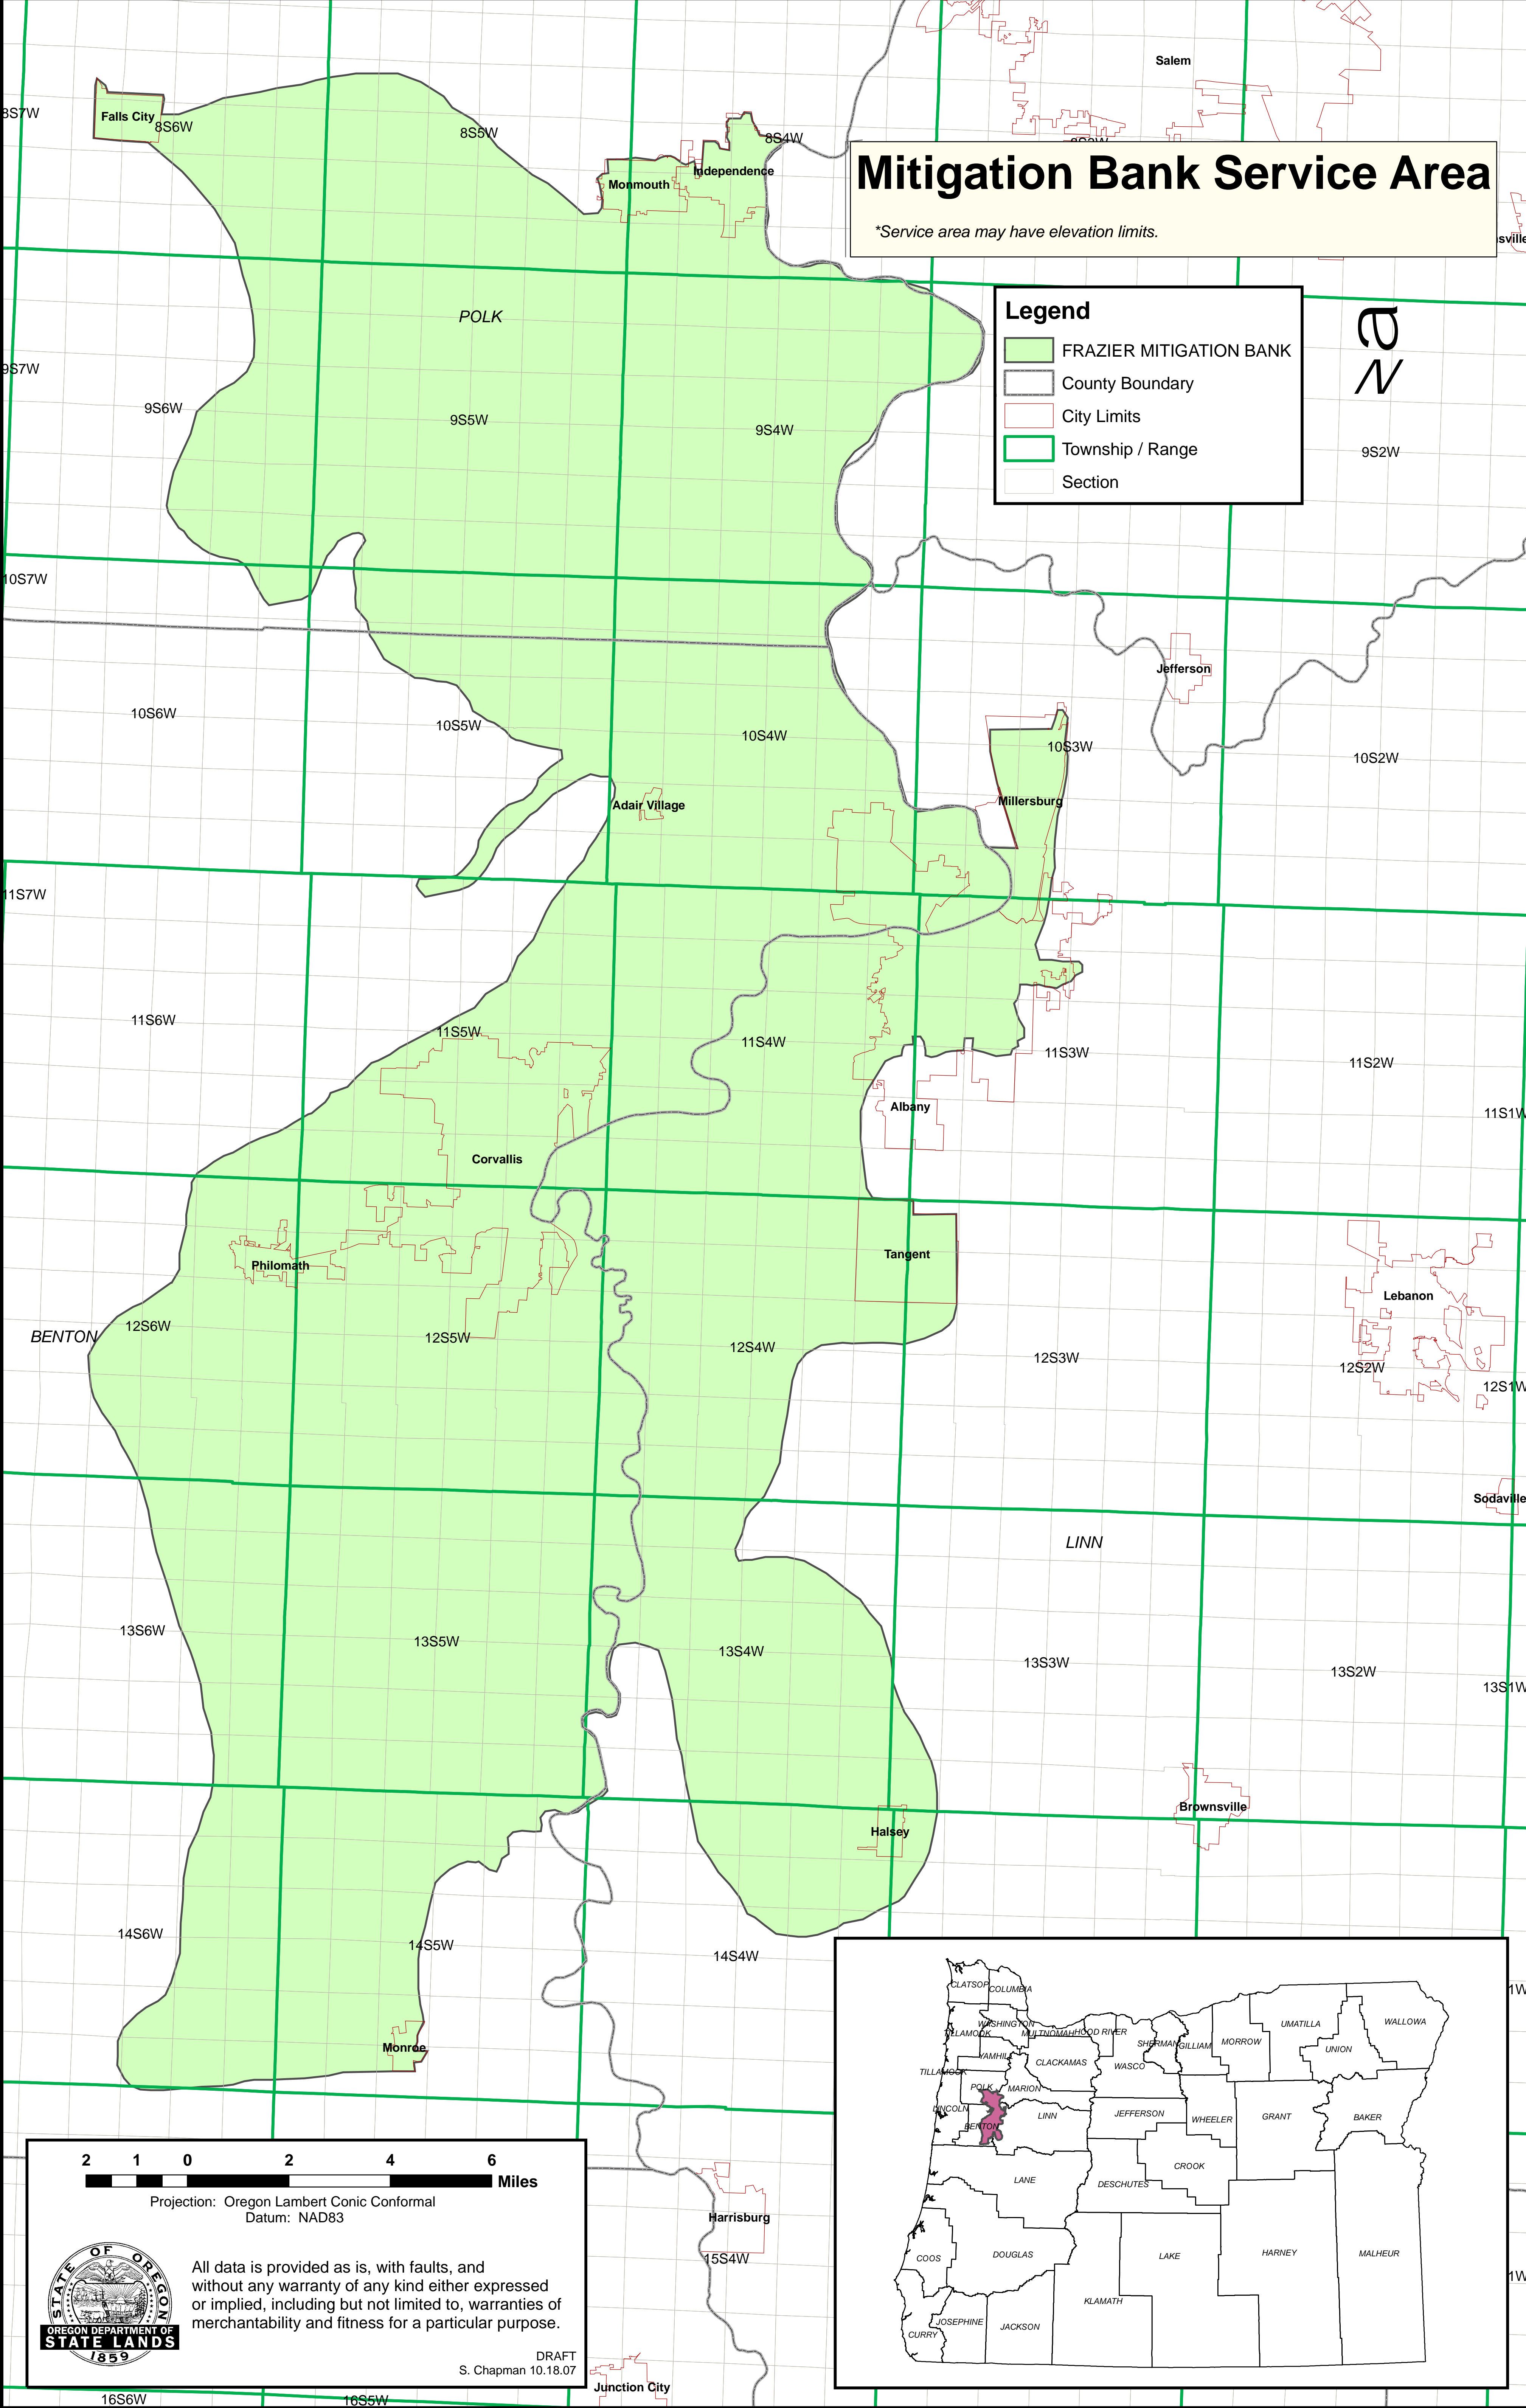 Salem
8S7W
Falls City
8S6W
8S5W
8S4W
Independence
Monmouth
Mitigation Bank Service Area
*Service area may have elevation limits.
POLK
Legend
FRAZIER MITIGATION BANK
County Boundary
City Limits
Township / Range
Section
za
9S7W
9S6W
9S5W
9S4W
9S2W
10S7W
Jefferson
10S6W
10S5W
10S4W
10S3W
10S2W
Millersburg
Adair Village
11S7W
11S6W
11S5W
11S4W
11S3W
11S2W
Albany
11S1W
Corvallis
Tangent
Philomath
Lebanon
BENTON
12S6W
12S5W
12S4W
12S3W
12S2W
12S1W
Sodaville
LINN
13S6W
13S5W
13S4W
13S3W
13S2W
13S1W
Brownsville
Halsey
14S6W
14S5W
14S4W
Monroe
CLATSOP
COLUMBIA
WASHINGTON
TILLAMOOK
MULTNOMAH
HOOD RIVER
SHERMAN
GILLIAM
MORROW
UMATILLA
UNION
WALLOWA
YAMHILL
CLACKAMAS
WASCO
TILLAMOOK
POLK
MARION
LINCOLN
BENTON
LINN
JEFFERSON
WHEELER
GRANT
BAKER
CROOK
LANE
DESCHUTES
COOS
DOUGLAS
LAKE
HARNEY
MALHEUR
KLAMATH
CURRY
JOSEPHINE
JACKSON
2 1 0 2 4 6
Miles
Projection: Oregon Lambert Conic Conformal
Datum: NAD83
STATE OF OREGON
OREGON DEPARTMENT OF
STATE LANDS
1859
All data is provided as is, with faults, and
without any warranty of any kind either expressed
or implied, including but not limited to, warranties of
merchantability and fitness for a particular purpose.
DRAFT
S. Chapman 10.18.07
Harrisburg
15S4W
Junction City
16S6W
16S5W